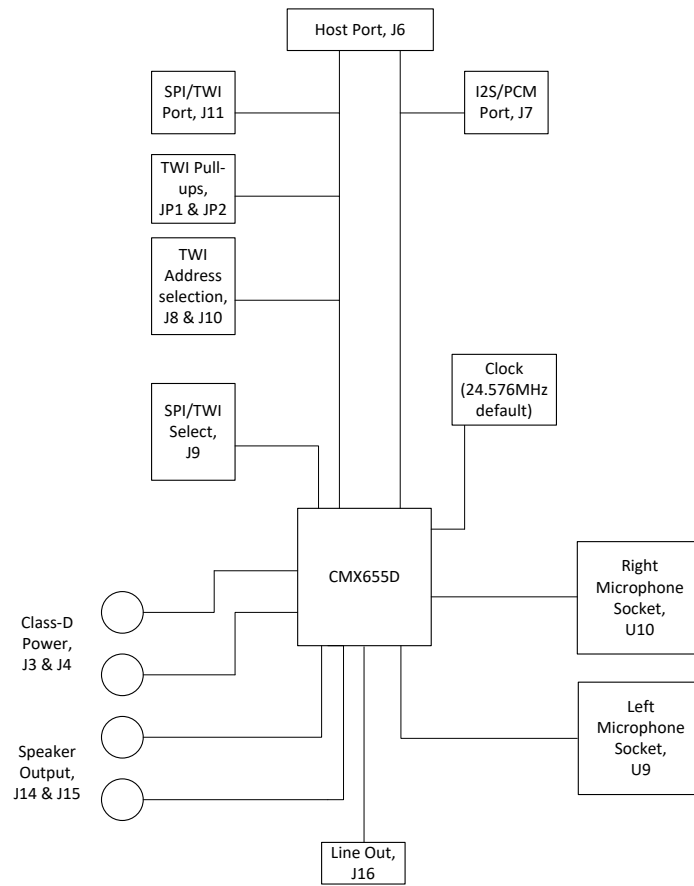 Host Port, J6
SPI/TWI
Port, J11
I2S/PCM
Port, J7
TWI Pull-
ups,
JP1 & JP2
TWI
Address
selection,
J8 & J10
Clock
(24.576MHz
default)
SPI/TWI
Select,
J9
CMX655D
Right
Microphone
Socket,
U10
Class-D
Power,
J3 & J4
Left
Microphone
Socket,
U9
Speaker
Output,
J14 & J15
Line Out,
J16